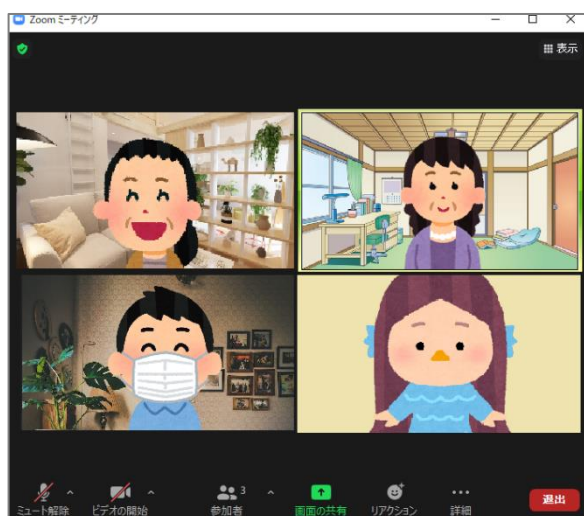 Zoom ミーティング
表示
ミュート解除
ビデオの開始
3
参加者
画面の共有
リアクション
詳細
退出